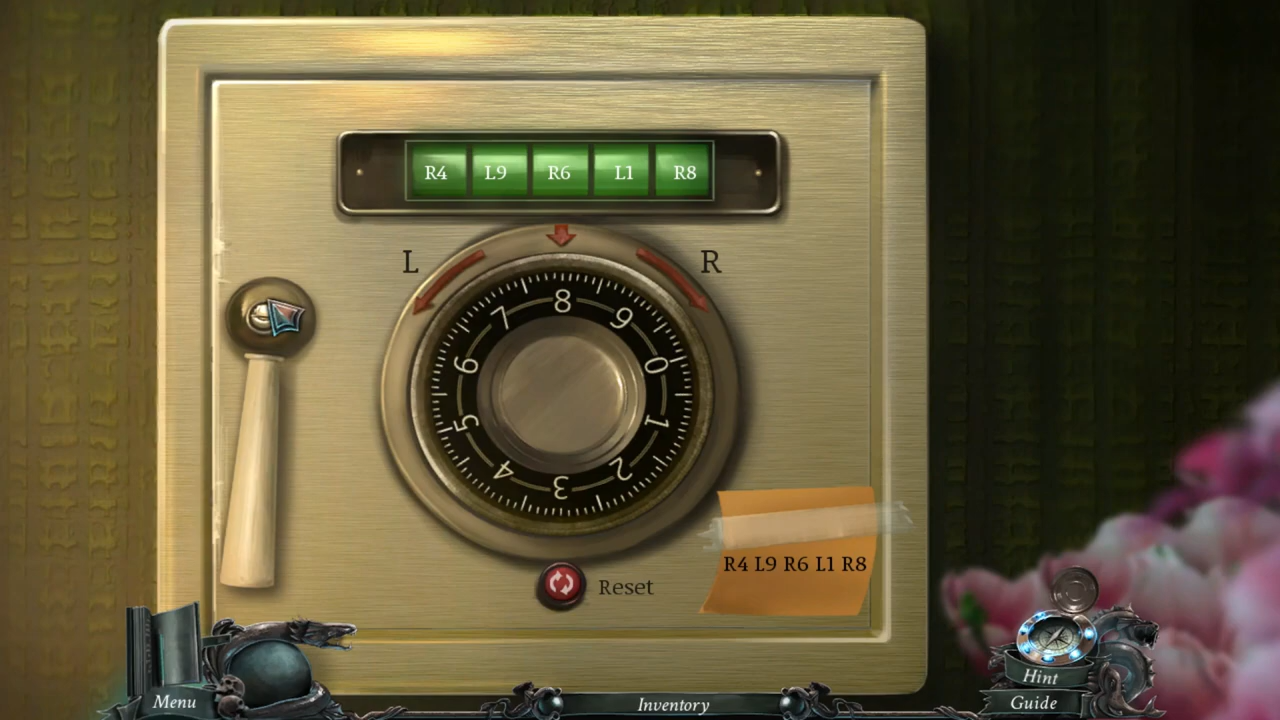 R4 L9 R6 L1 R8
L R
8
7 9
6 0
5 1
4 2
3
R4 L9 R6 L1 R8
Reset
Menu
Inventory
Hint
Guide